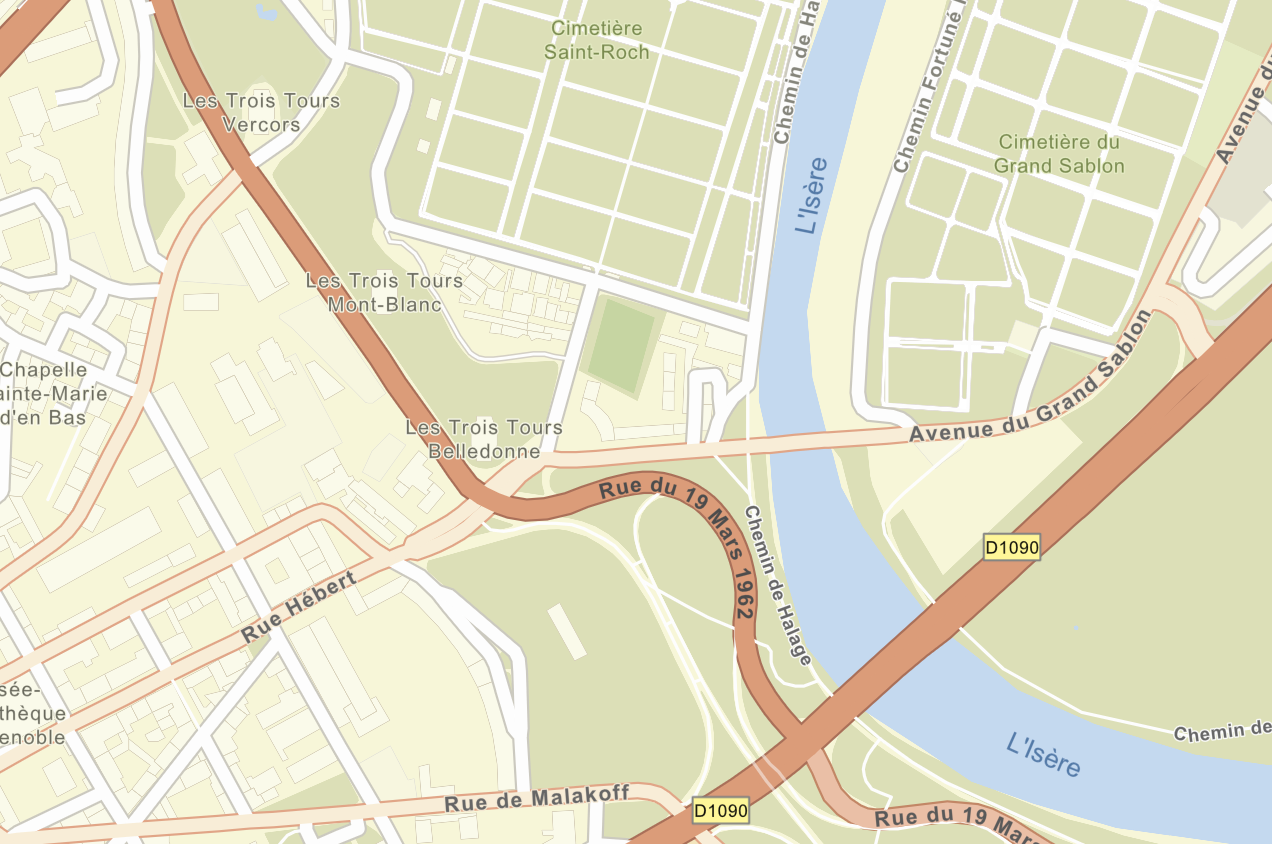 Cimetière
Saint-Roch
Chemin de Ha
Chemin Fortuné
Avenue du
Les Trois Tours
Vercors
Cimetière du
Grand Sablon
L'Isère
Les Trois Tours
Mont-Blanc
Chapelle
ainte-Marie
d'en Bas
Les Trois Tours
Belledonne
Avenue du Grand Sablon
Rue du 19 Mars 1962
Chemin de Halage
D1090
Rue Hébert
sée-
thèque
enoble
L'Isère
Chemin de
Rue de Malakoff
D1090
Rue du 19 Mars